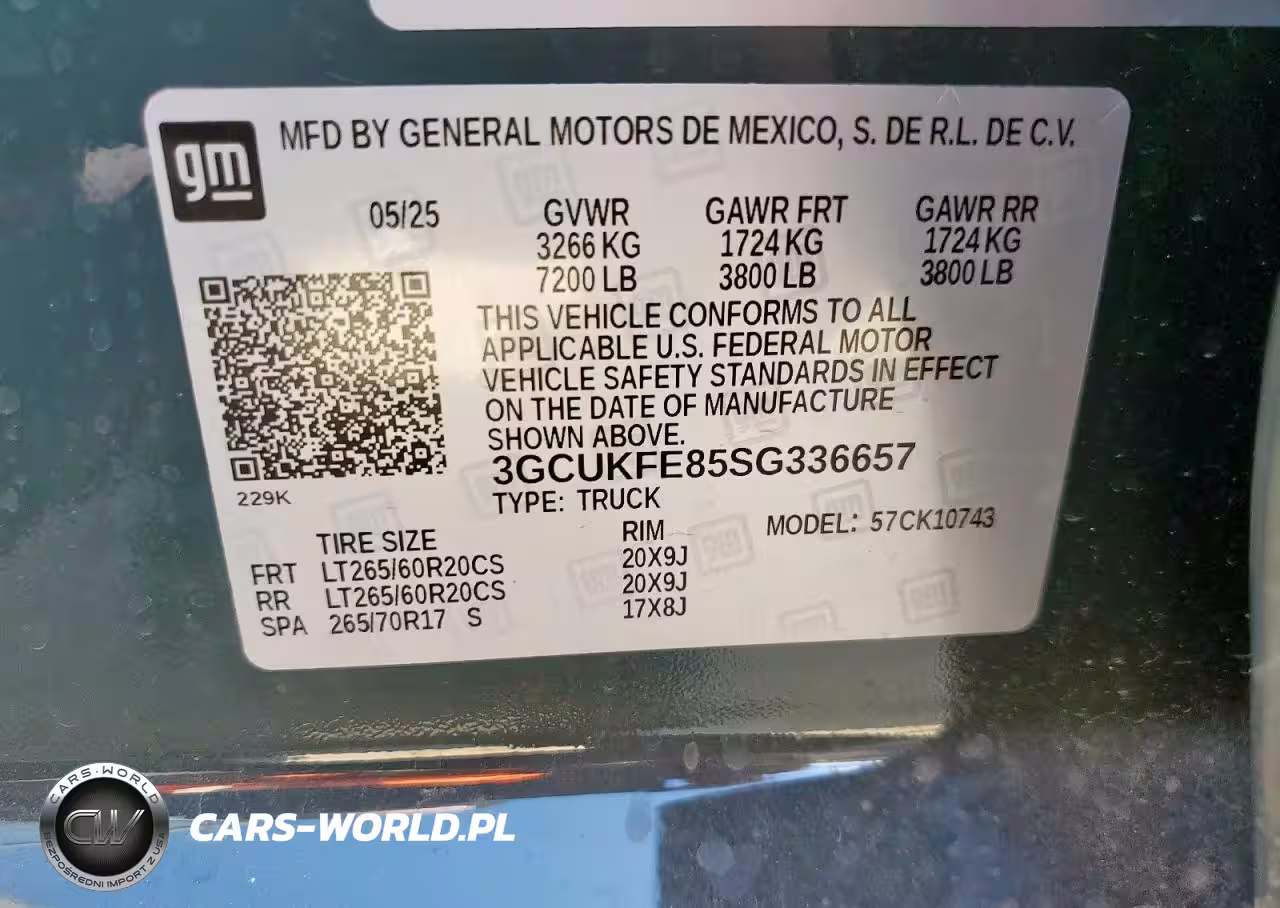 gm
MFD BY GENERAL MOTORS DE MEXICO, S. DE R.L. DE C.V.
05/25 GVWR GAWR FRT GAWR RR
3266 KG 1724 KG 1724 KG
7200 LB 3800 LB 3800 LB
THIS VEHICLE CONFORMS TO ALL
APPLICABLE U.S. FEDERAL MOTOR
VEHICLE SAFETY STANDARDS IN EFFECT
ON THE DATE OF MANUFACTURE
SHOWN ABOVE.
3GCUKFE85SG336657
229K
TYPE: TRUCK
MODEL: 57CK10743
TIRE SIZE RIM
FRT LT265/60R20CS 20X9J
RR LT265/60R20CS 20X9J
SPA 265/70R17 S 17X8J
CARS-WORLD
CW
BEZPOŚREDNI IMPORT Z USA
CARS-WORLD.PL